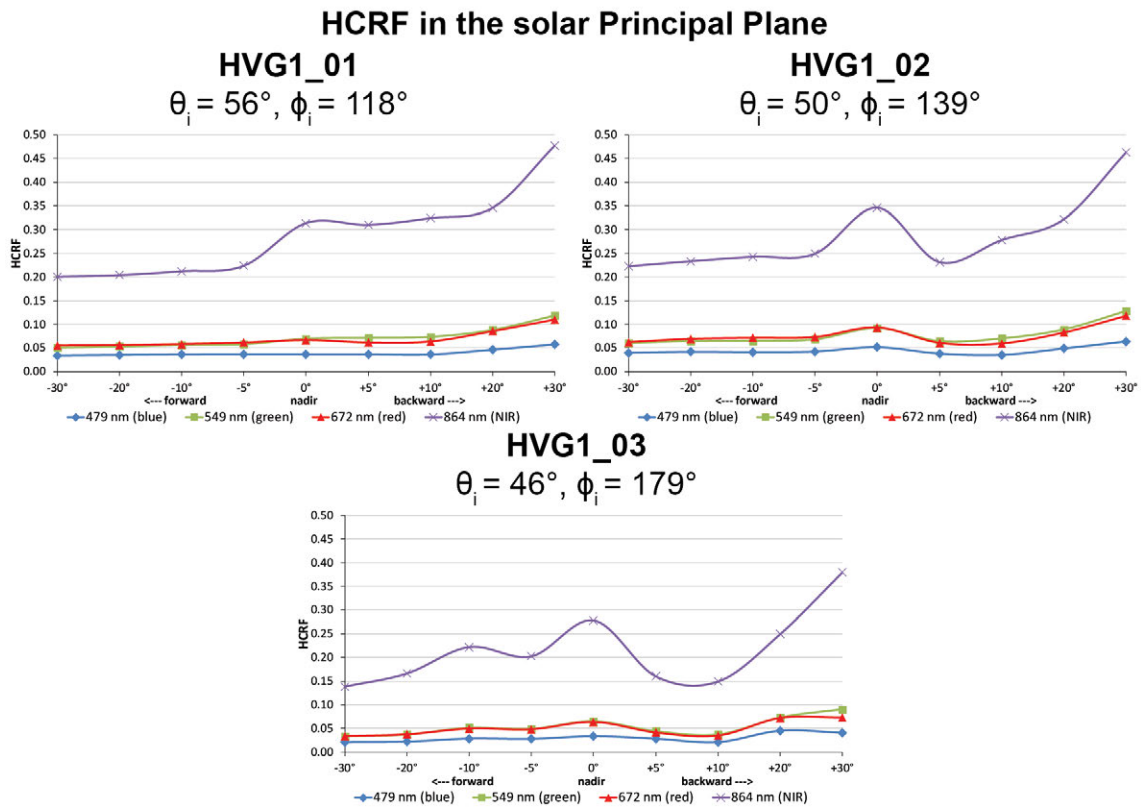 HCRF in the solar Principal Plane
HVG1_01
θi = 56°, ϕi = 118°
0.50
0.45
0.40
0.35
0.30
0.25
0.20
0.15
0.10
0.05
0.00
HCRF
-30° -20° -10° -5° 0° +5° +10° +20° +30°
<--- forward nadir backward --->
479 nm (blue) 549 nm (green) 672 nm (red) 864 nm (NIR)
HVG1_02
θi = 50°, ϕi = 139°
0.50
0.45
0.40
0.35
0.30
0.25
0.20
0.15
0.10
0.05
0.00
HCRF
-30° -20° -10° -5° 0° +5° +10° +20° +30°
<--- forward nadir backward --->
479 nm (blue) 549 nm (green) 672 nm (red) 864 nm (NIR)
HVG1_03
θi = 46°, ϕi = 179°
0.50
0.45
0.40
0.35
0.30
0.25
0.20
0.15
0.10
0.05
0.00
HCRF
-30° -20° -10° -5° 0° +5° +10° +20° +30°
<--- forward nadir backward --->
479 nm (blue) 549 nm (green) 672 nm (red) 864 nm (NIR)